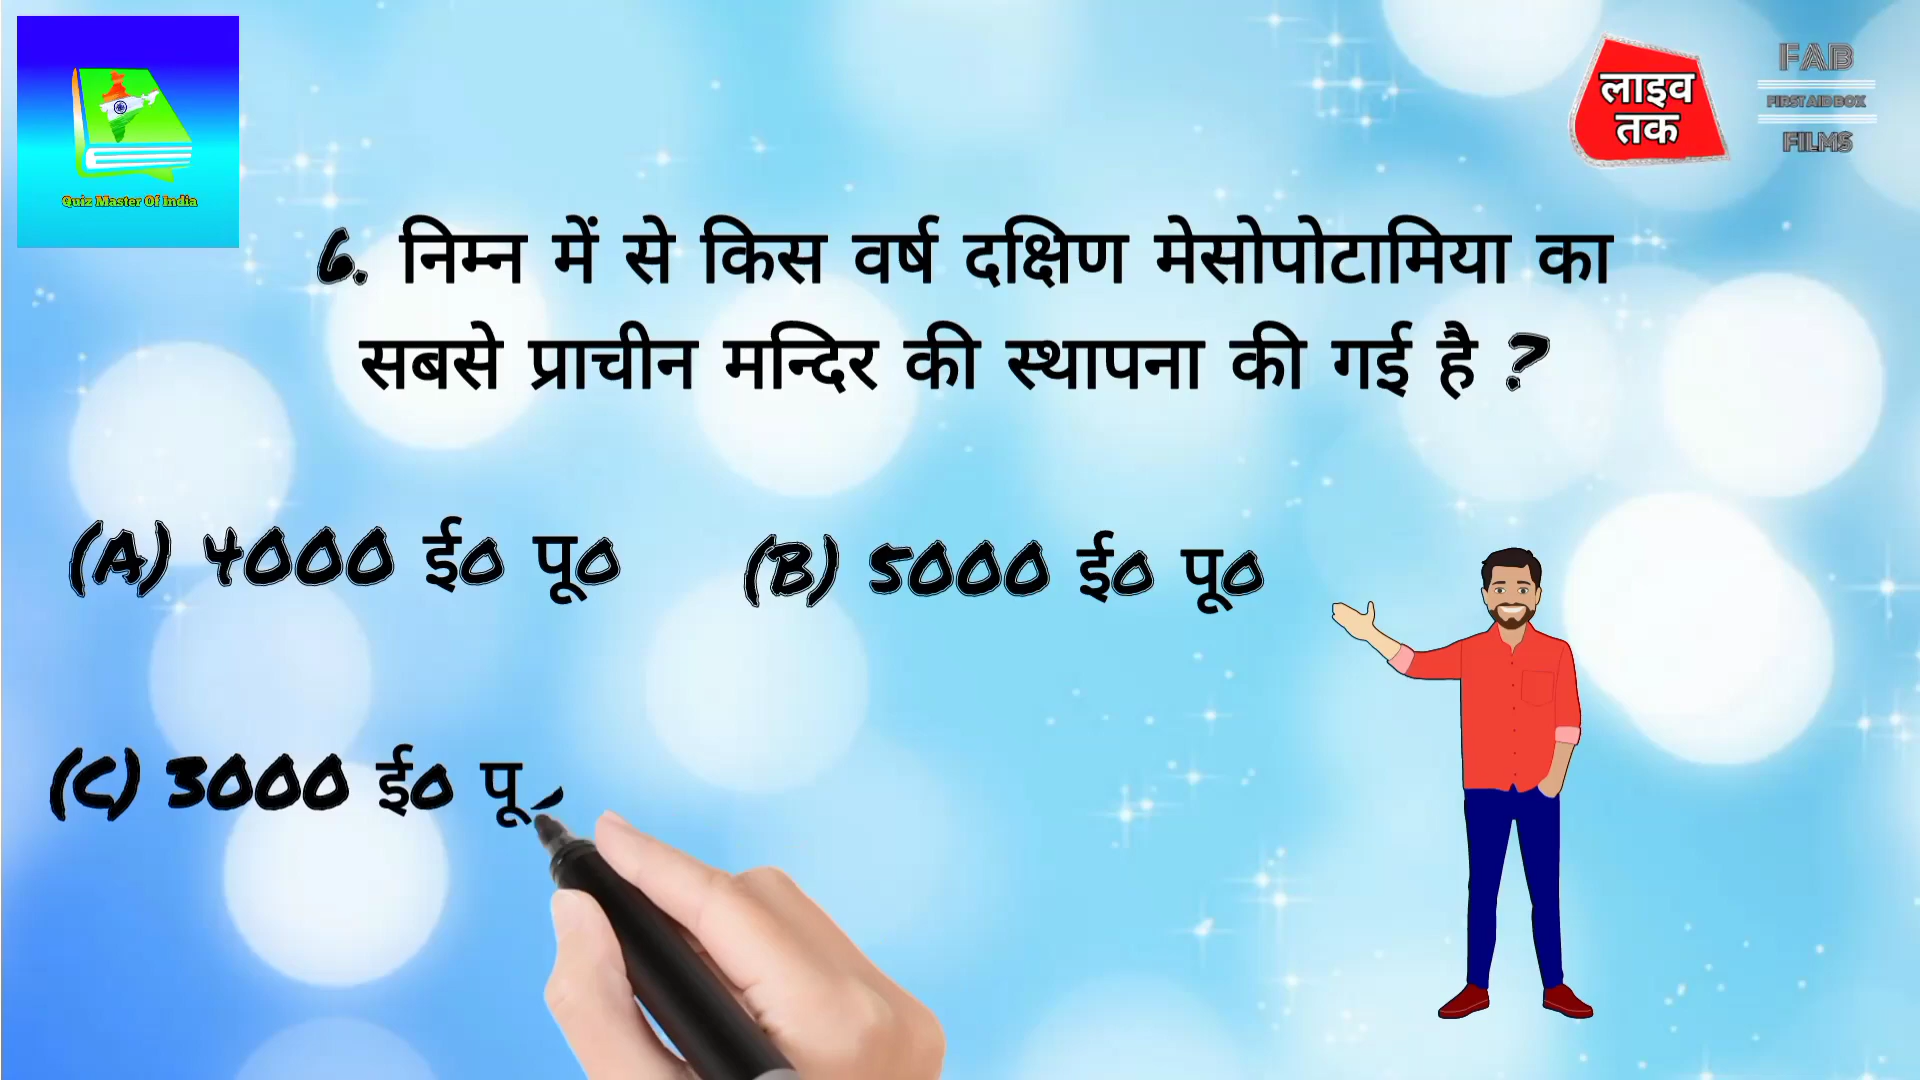 Quiz Master Of India
लाइव
तक
FAB
FIRST AID BOX
FILMS
6. निम्न में से किस वर्ष दक्षिण मेसोपोटामिया का
सबसे प्राचीन मन्दिर की स्थापना की गई है ?
(A) 4000 ई० पू०
(B) 5000 ई० पू०
(C) 3000 ई० पू